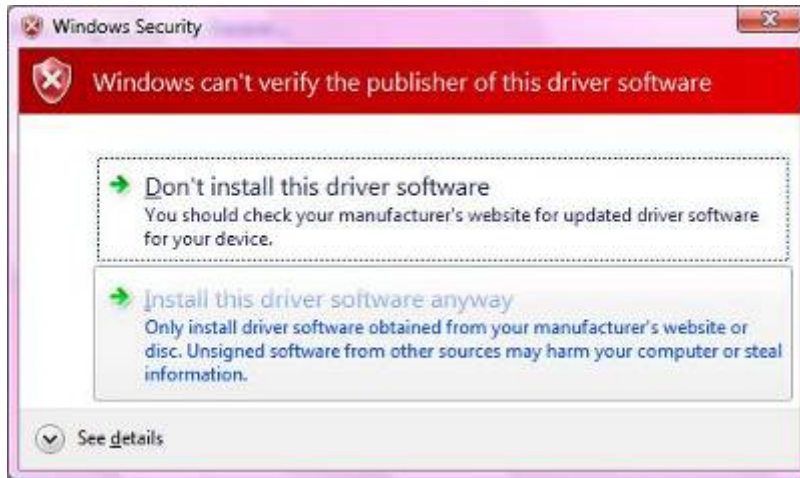 Windows Security
Windows can't verify the publisher of this driver software
Don't install this driver software
You should check your manufacturer's website for updated driver software
for your device.
Install this driver software anyway
Only install driver software obtained from your manufacturer's website or
disc. Unsigned software from other sources may harm your computer or steal
information.
See details